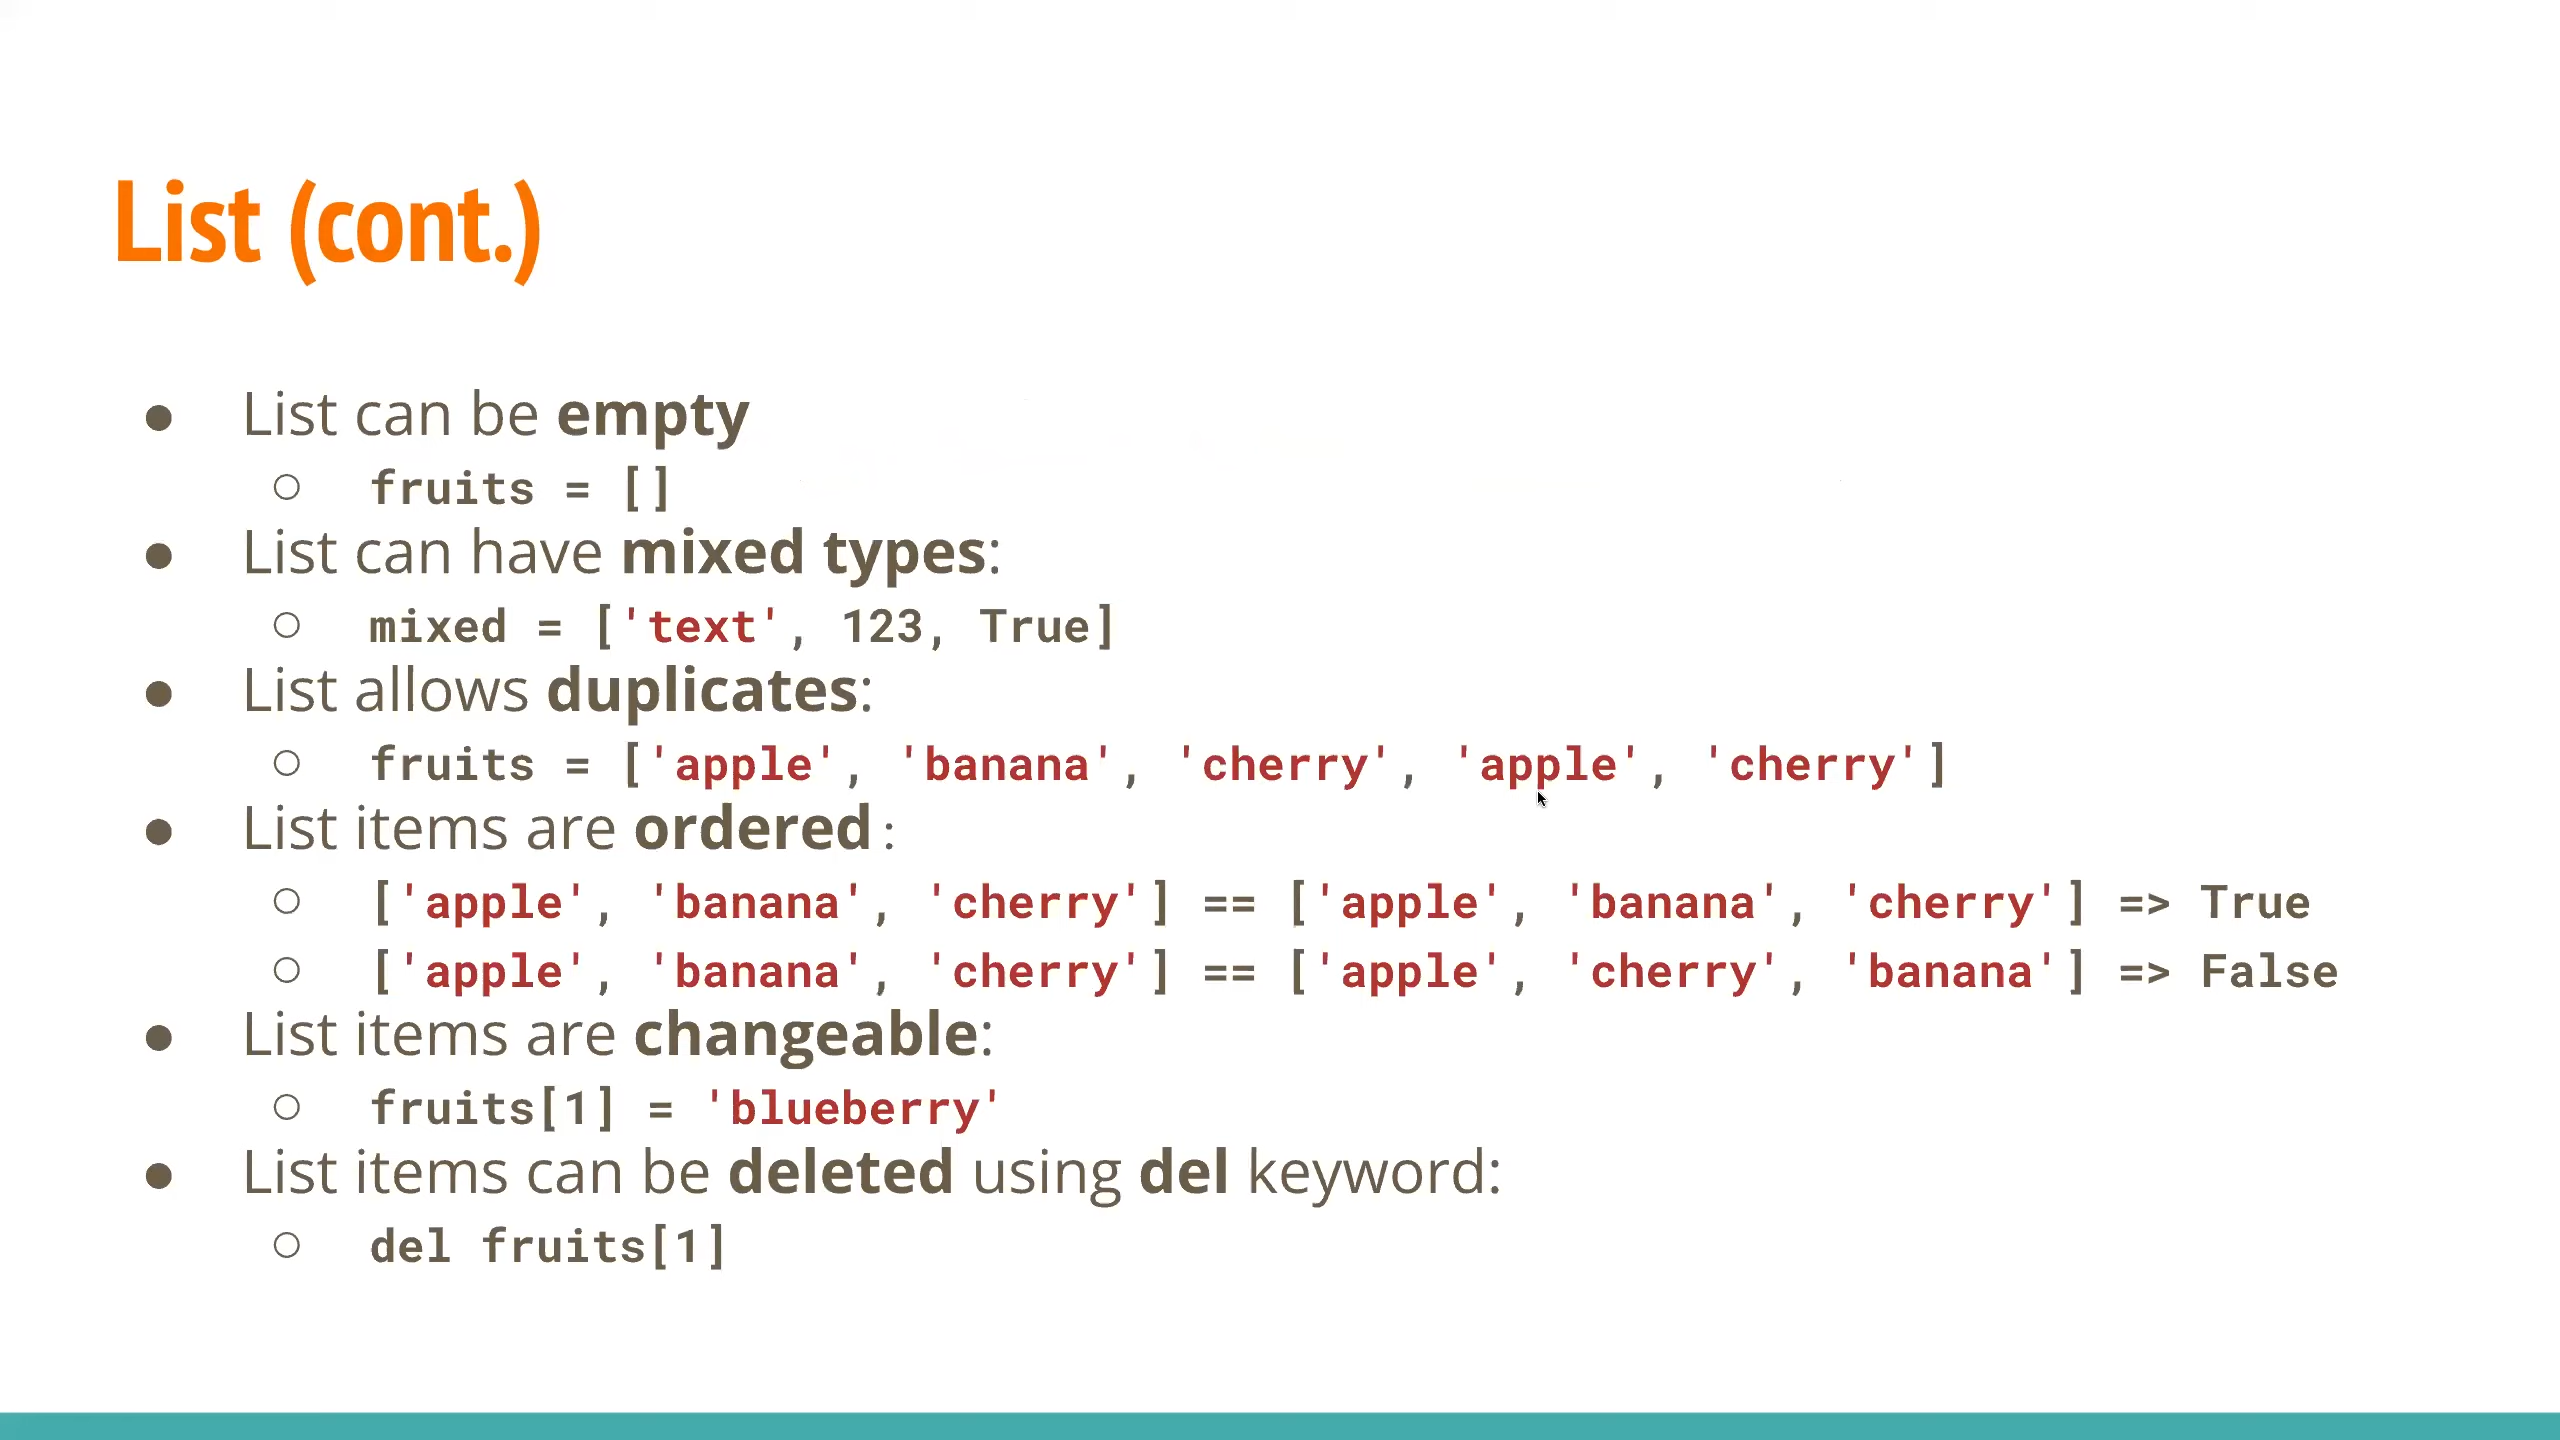 List (cont.)
● List can be empty
○ fruits = []
● List can have mixed types:
○ mixed = ['text', 123, True]
● List allows duplicates:
○ fruits = ['apple', 'banana', 'cherry', 'apple', 'cherry']
● List items are ordered:
○ ['apple', 'banana', 'cherry'] == ['apple', 'banana', 'cherry'] => True
○ ['apple', 'banana', 'cherry'] == ['apple', 'cherry', 'banana'] => False
● List items are changeable:
○ fruits[1] = 'blueberry'
● List items can be deleted using del keyword:
○ del fruits[1]